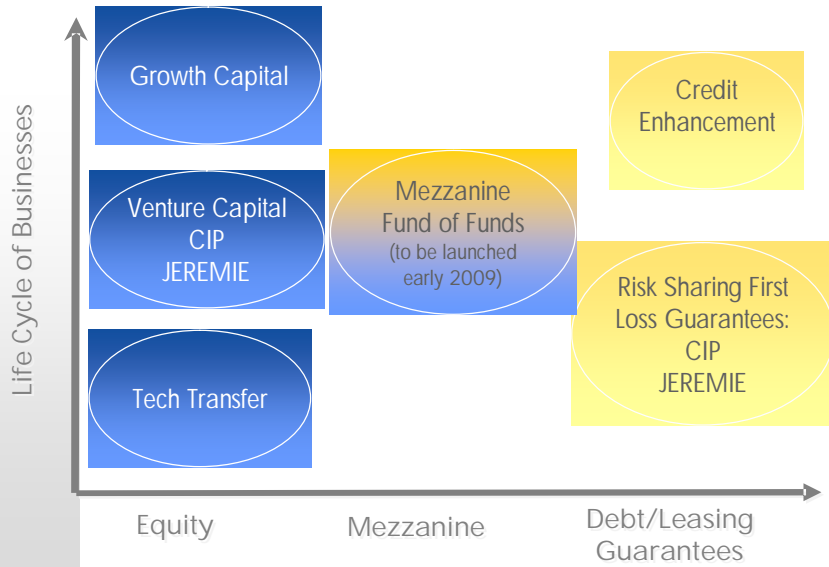 Life Cycle of Businesses
Growth Capital
Credit
Enhancement
Venture Capital
CIP
JEREMIE
Mezzanine
Fund of Funds
(to be launched
early 2009)
Risk Sharing First
Loss Guarantees:
CIP
JEREMIE
Tech Transfer
Equity
Mezzanine
Debt/Leasing
Guarantees